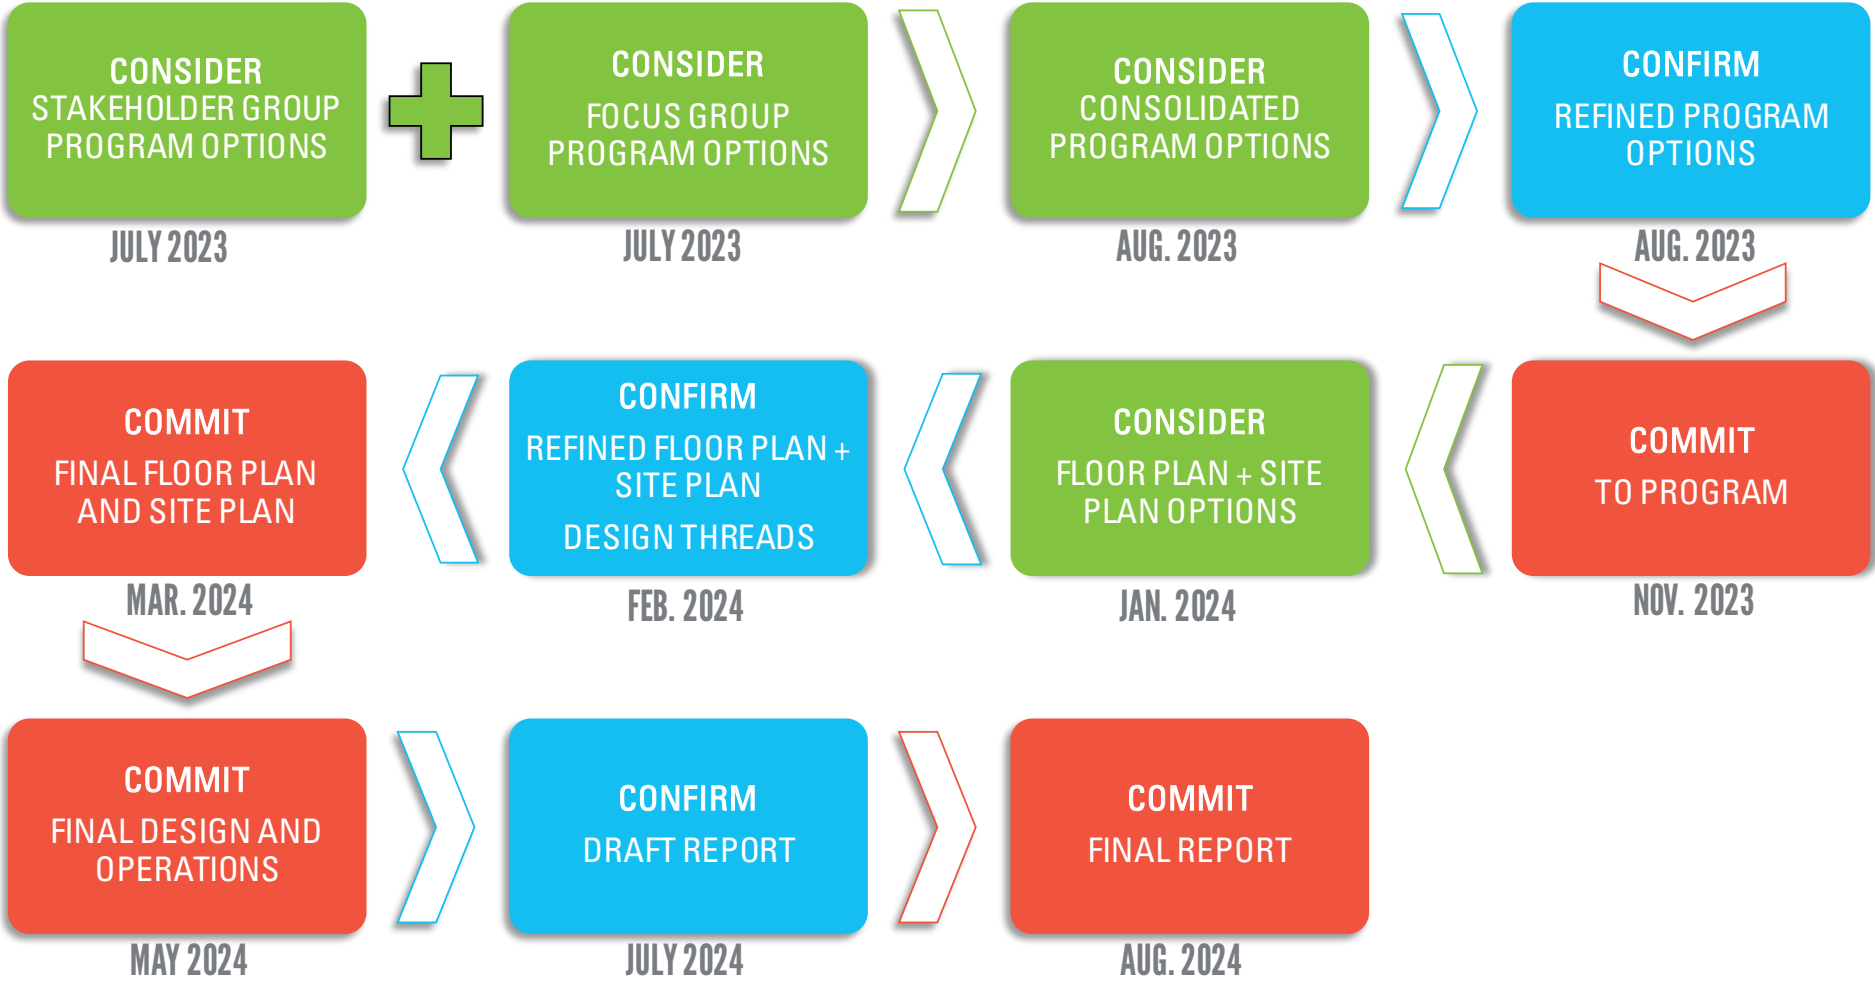 CONSIDER
STAKEHOLDER GROUP
PROGRAM OPTIONS
JULY 2023
CONSIDER
FOCUS GROUP
PROGRAM OPTIONS
JULY 2023
CONSIDER
CONSOLIDATED
PROGRAM OPTIONS
AUG. 2023
CONFIRM
REFINED PROGRAM
OPTIONS
AUG. 2023
COMMIT
TO PROGRAM
NOV. 2023
CONSIDER
FLOOR PLAN + SITE
PLAN OPTIONS
JAN. 2024
CONFIRM
REFINED FLOOR PLAN +
SITE PLAN
DESIGN THREADS
FEB. 2024
COMMIT
FINAL FLOOR PLAN
AND SITE PLAN
MAR. 2024
COMMIT
FINAL DESIGN AND
OPERATIONS
MAY 2024
CONFIRM
DRAFT REPORT
JULY 2024
COMMIT
FINAL REPORT
AUG. 2024